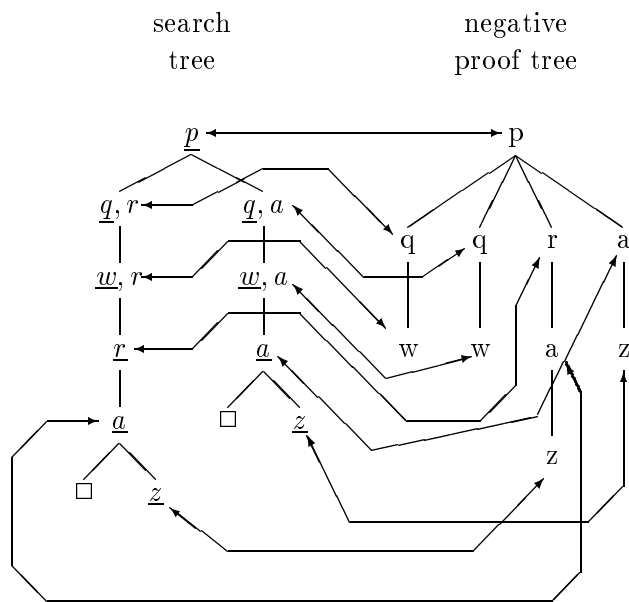 search negative
tree proof tree
p p
q, r q, a
q q r a
w, r w, a
r a w w a z
a □ z
z
□ z